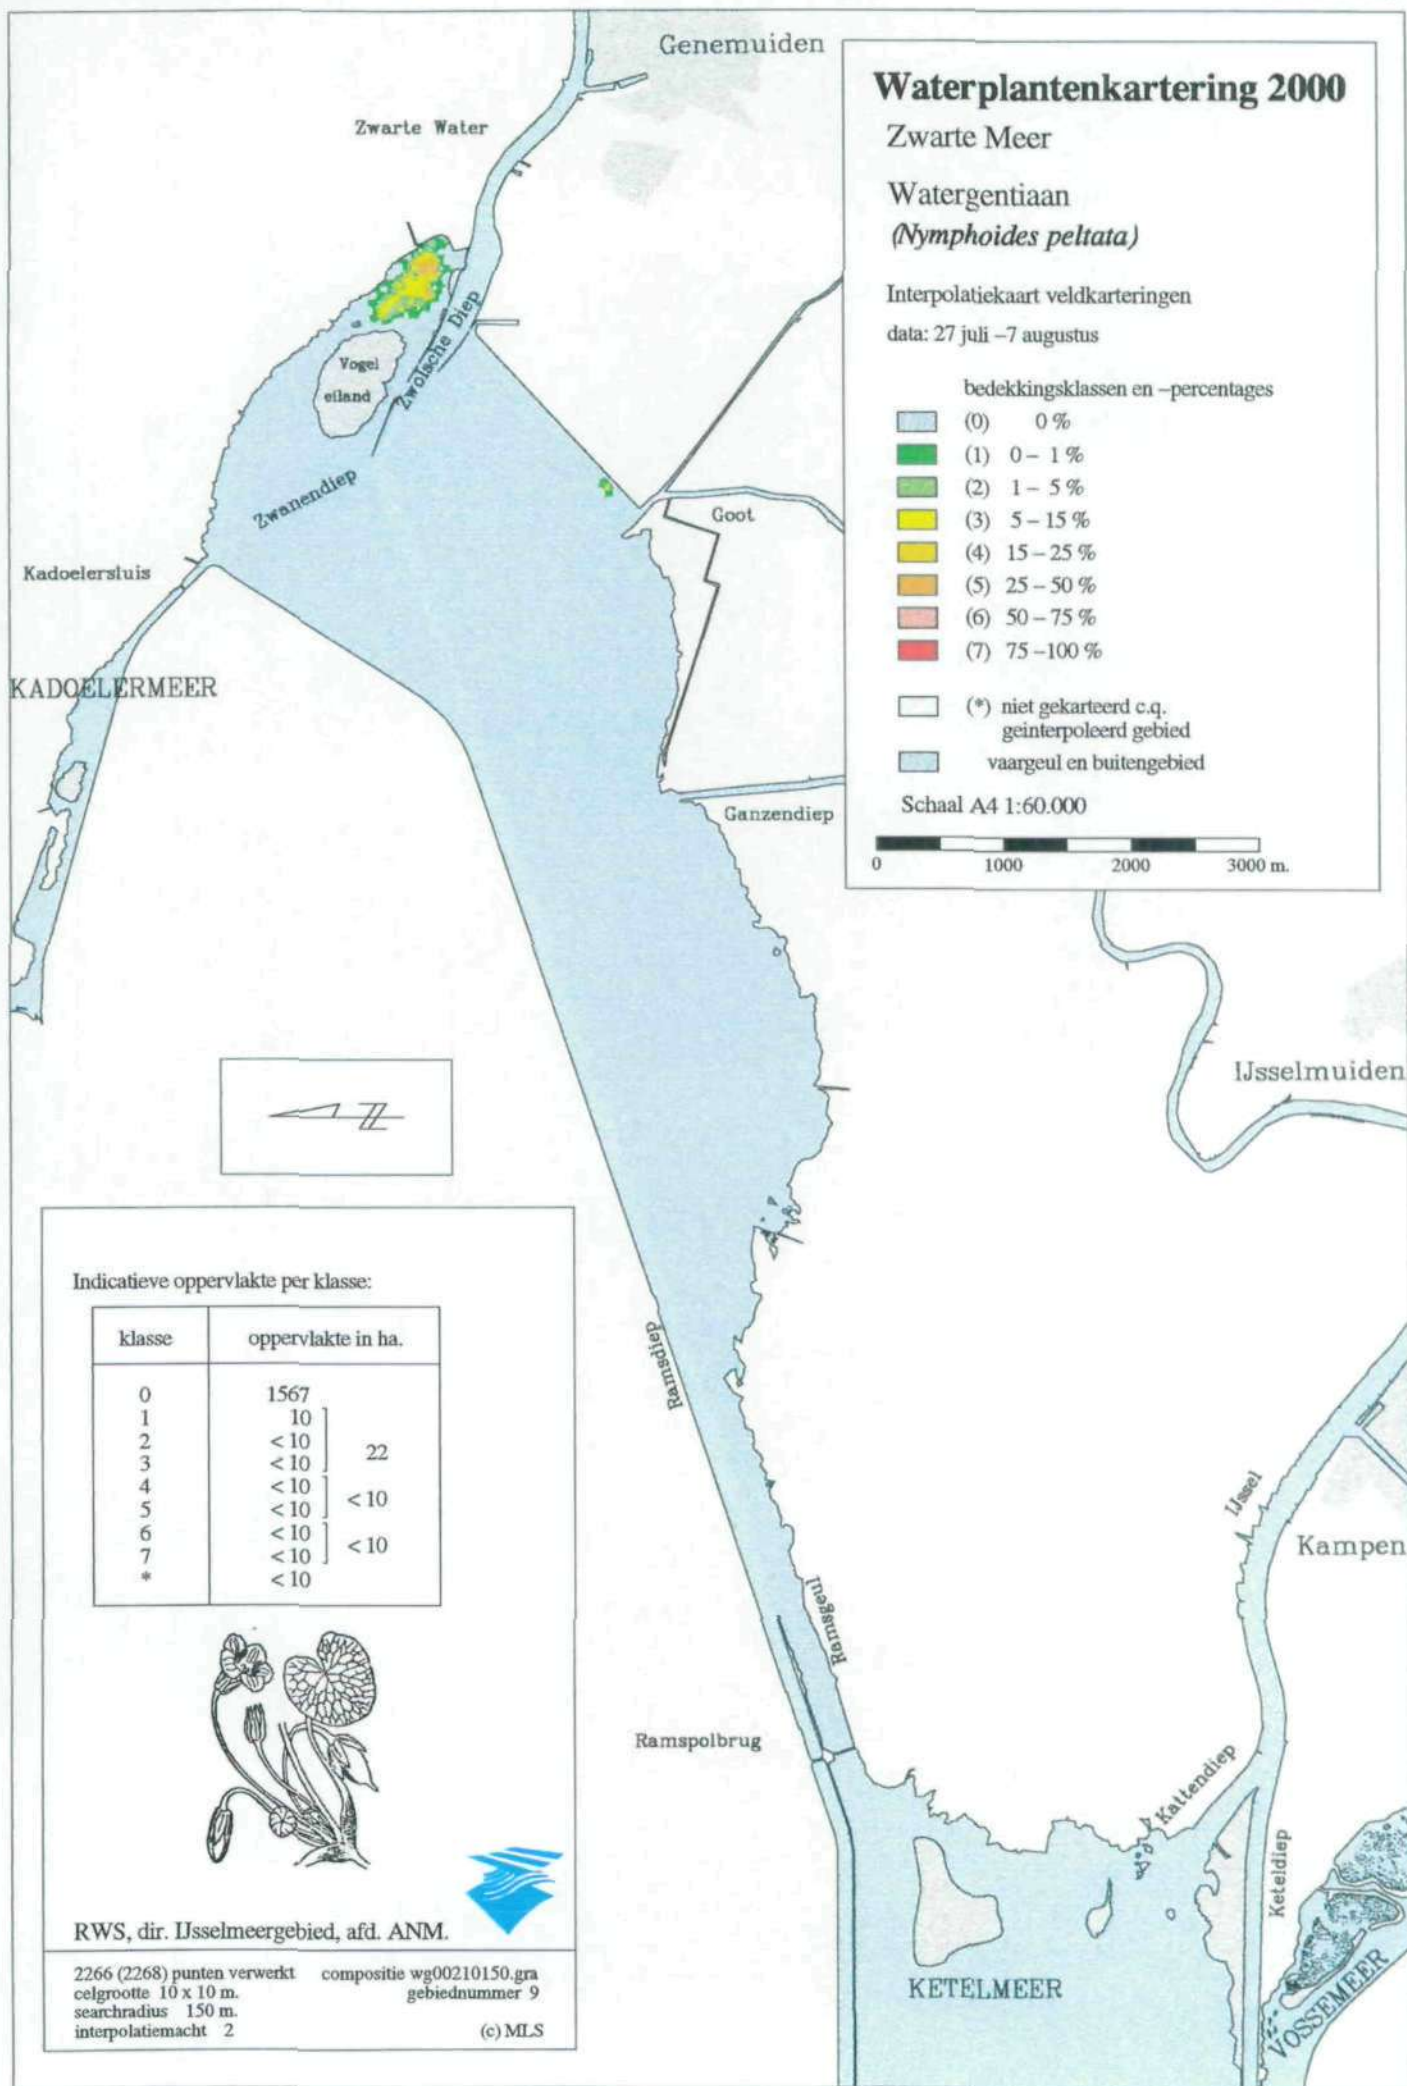 Genemuiden
Zwarte Water
Waterplantenkartering 2000
Zwarte Meer
Watergentiaan
(Nymphoides peltata)
Interpolatiekaart veldkarteringen
data: 27 juli –7 augustus
bedekkingsklassen en –percentages
(0) 0 %
(1) 0 – 1 %
(2) 1 – 5 %
(3) 5 – 15 %
(4) 15 – 25 %
(5) 25 – 50 %
(6) 50 – 75 %
(7) 75 –100 %
(*) niet gekarteerd c.q.
geinterpoleerd gebied
vaargeul en buitengebied
Schaal A4 1:60.000
0 1000 2000 3000 m.
Zwolsche Diep
Vogel
eiland
Zwanendiep
Goot
Kadoelersluis
KADOELERMEER
Ganzendiep
IJsselmuiden
N
Ramsdiep
IJssel
Kampen
Ramsgeul
Ramspolbrug
Kattendiep
Keteldiep
KETELMEER
VOSSEMEER
Indicatieve oppervlakte per klasse:
klasse oppervlakte in ha.
0 1567
1 10
2 < 10 22
3 < 10
4 < 10
5 < 10 < 10
6 < 10
7 < 10 < 10
* < 10
RWS, dir. IJsselmeergebied, afd. ANM.
2266 (2268) punten verwerkt compositie wg00210150.gra
celgrootte 10 x 10 m. gebiednummer 9
searchradius 150 m.
interpolatiemacht 2 (c) MLS